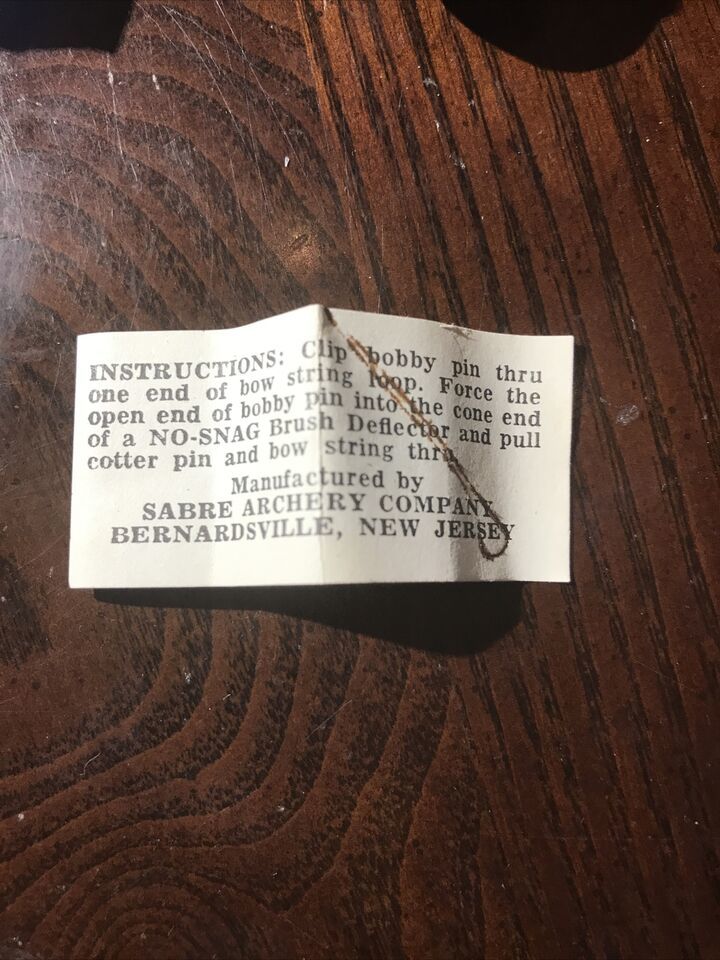 INSTRUCTIONS: Clip bobby pin thru
one end of bow string loop. Force the
open end of bobby pin into the cone end
of a NO-SNAG Brush Deflector and pull
cotter pin and bow string thru.
Manufactured by
SABRE ARCHERY COMPANY
BERNARDSVILLE, NEW JERSEY